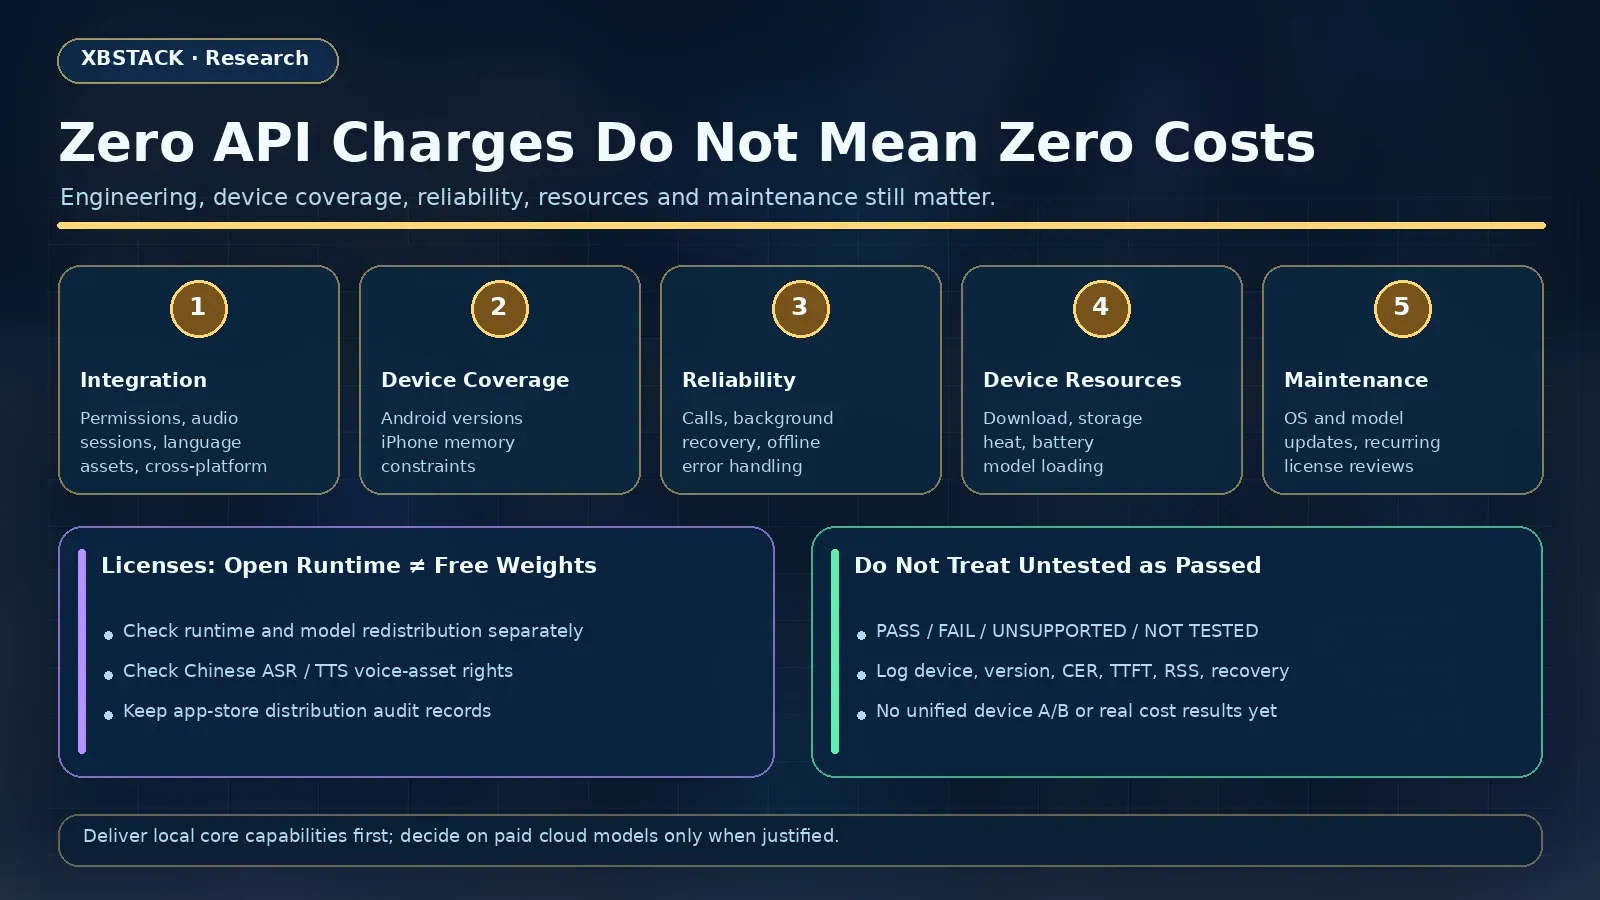 XBSTACK · Research
Zero API Charges Do Not Mean Zero Costs
Engineering, device coverage, reliability, resources and maintenance still matter.
1
Integration
Permissions, audio
sessions, language
assets, cross-platform
2
Device Coverage
Android versions
iPhone memory
constraints
3
Reliability
Calls, background
recovery, offline
error handling
4
Device Resources
Download, storage
heat, battery
model loading
5
Maintenance
OS and model
updates, recurring
license reviews
Licenses: Open Runtime ≠ Free Weights
● Check runtime and model redistribution separately
● Check Chinese ASR / TTS voice-asset rights
● Keep app-store distribution audit records
Do Not Treat Untested as Passed
● PASS / FAIL / UNSUPPORTED / NOT TESTED
● Log device, version, CER, TTFT, RSS, recovery
● No unified device A/B or real cost results yet
Deliver local core capabilities first; decide on paid cloud models only when justified.